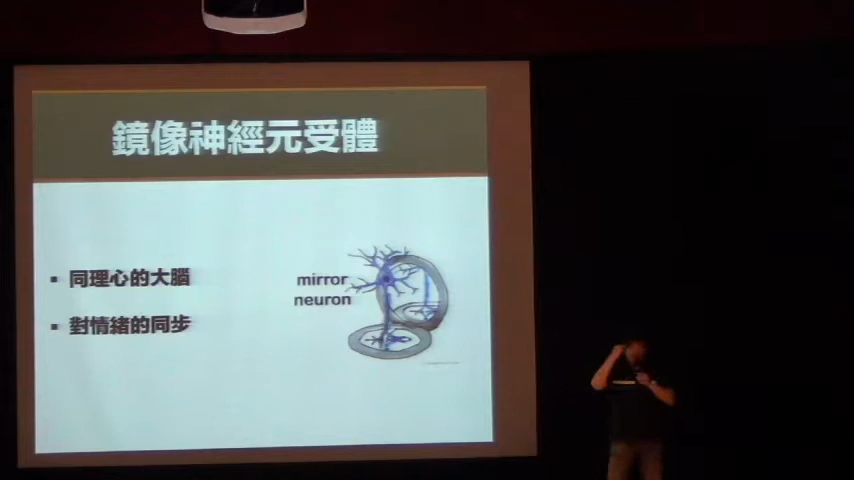 鏡像神經元受體
▪ 同理心的大腦
▪ 對情緒的同步
mirror
neuron